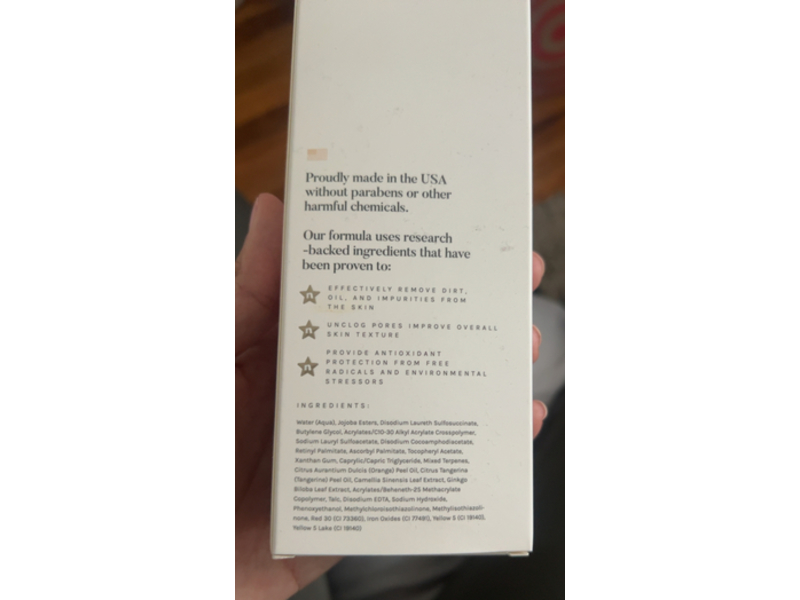 Proudly made in the USA
without parabens or other
harmful chemicals.
Our formula uses research
-backed ingredients that have
been proven to:
EFFECTIVELY REMOVE DIRT,
OIL, AND IMPURITIES FROM
THE SKIN
UNCLOG PORES IMPROVE OVERALL
SKIN TEXTURE
PROVIDE ANTIOXIDANT
PROTECTION FROM FREE
RADICALS AND ENVIRONMENTAL
STRESSORS
INGREDIENTS:
Water (Aqua), Jojoba Esters, Disodium Laureth Sulfosuccinate,
Butylene Glycol, Acrylates/C10-30 Alkyl Acrylate Crosspolymer,
Sodium Lauryl Sulfoacetate, Disodium Cocoamphodiacetate,
Retinyl Palmitate, Ascorbyl Palmitate, Tocopheryl Acetate,
Xanthan Gum, Caprylic/Capric Triglyceride, Mixed Terpenes,
Citrus Aurantium Dulcis (Orange) Peel Oil, Citrus Tangerina
(Tangerine) Peel Oil, Camellia Sinensis Leaf Extract, Ginkgo
Biloba Leaf Extract, Acrylates/Beheneth-25 Methacrylate
Copolymer, Talc, Disodium EDTA, Sodium Hydroxide,
Phenoxyethanol, Methylchloroisothiazolinone, Methylisothiazoli-
none, Red 30 (CI 73360), Iron Oxides (CI 77491), Yellow 5 (CI 19140),
Yellow 5 Lake (CI 19140)